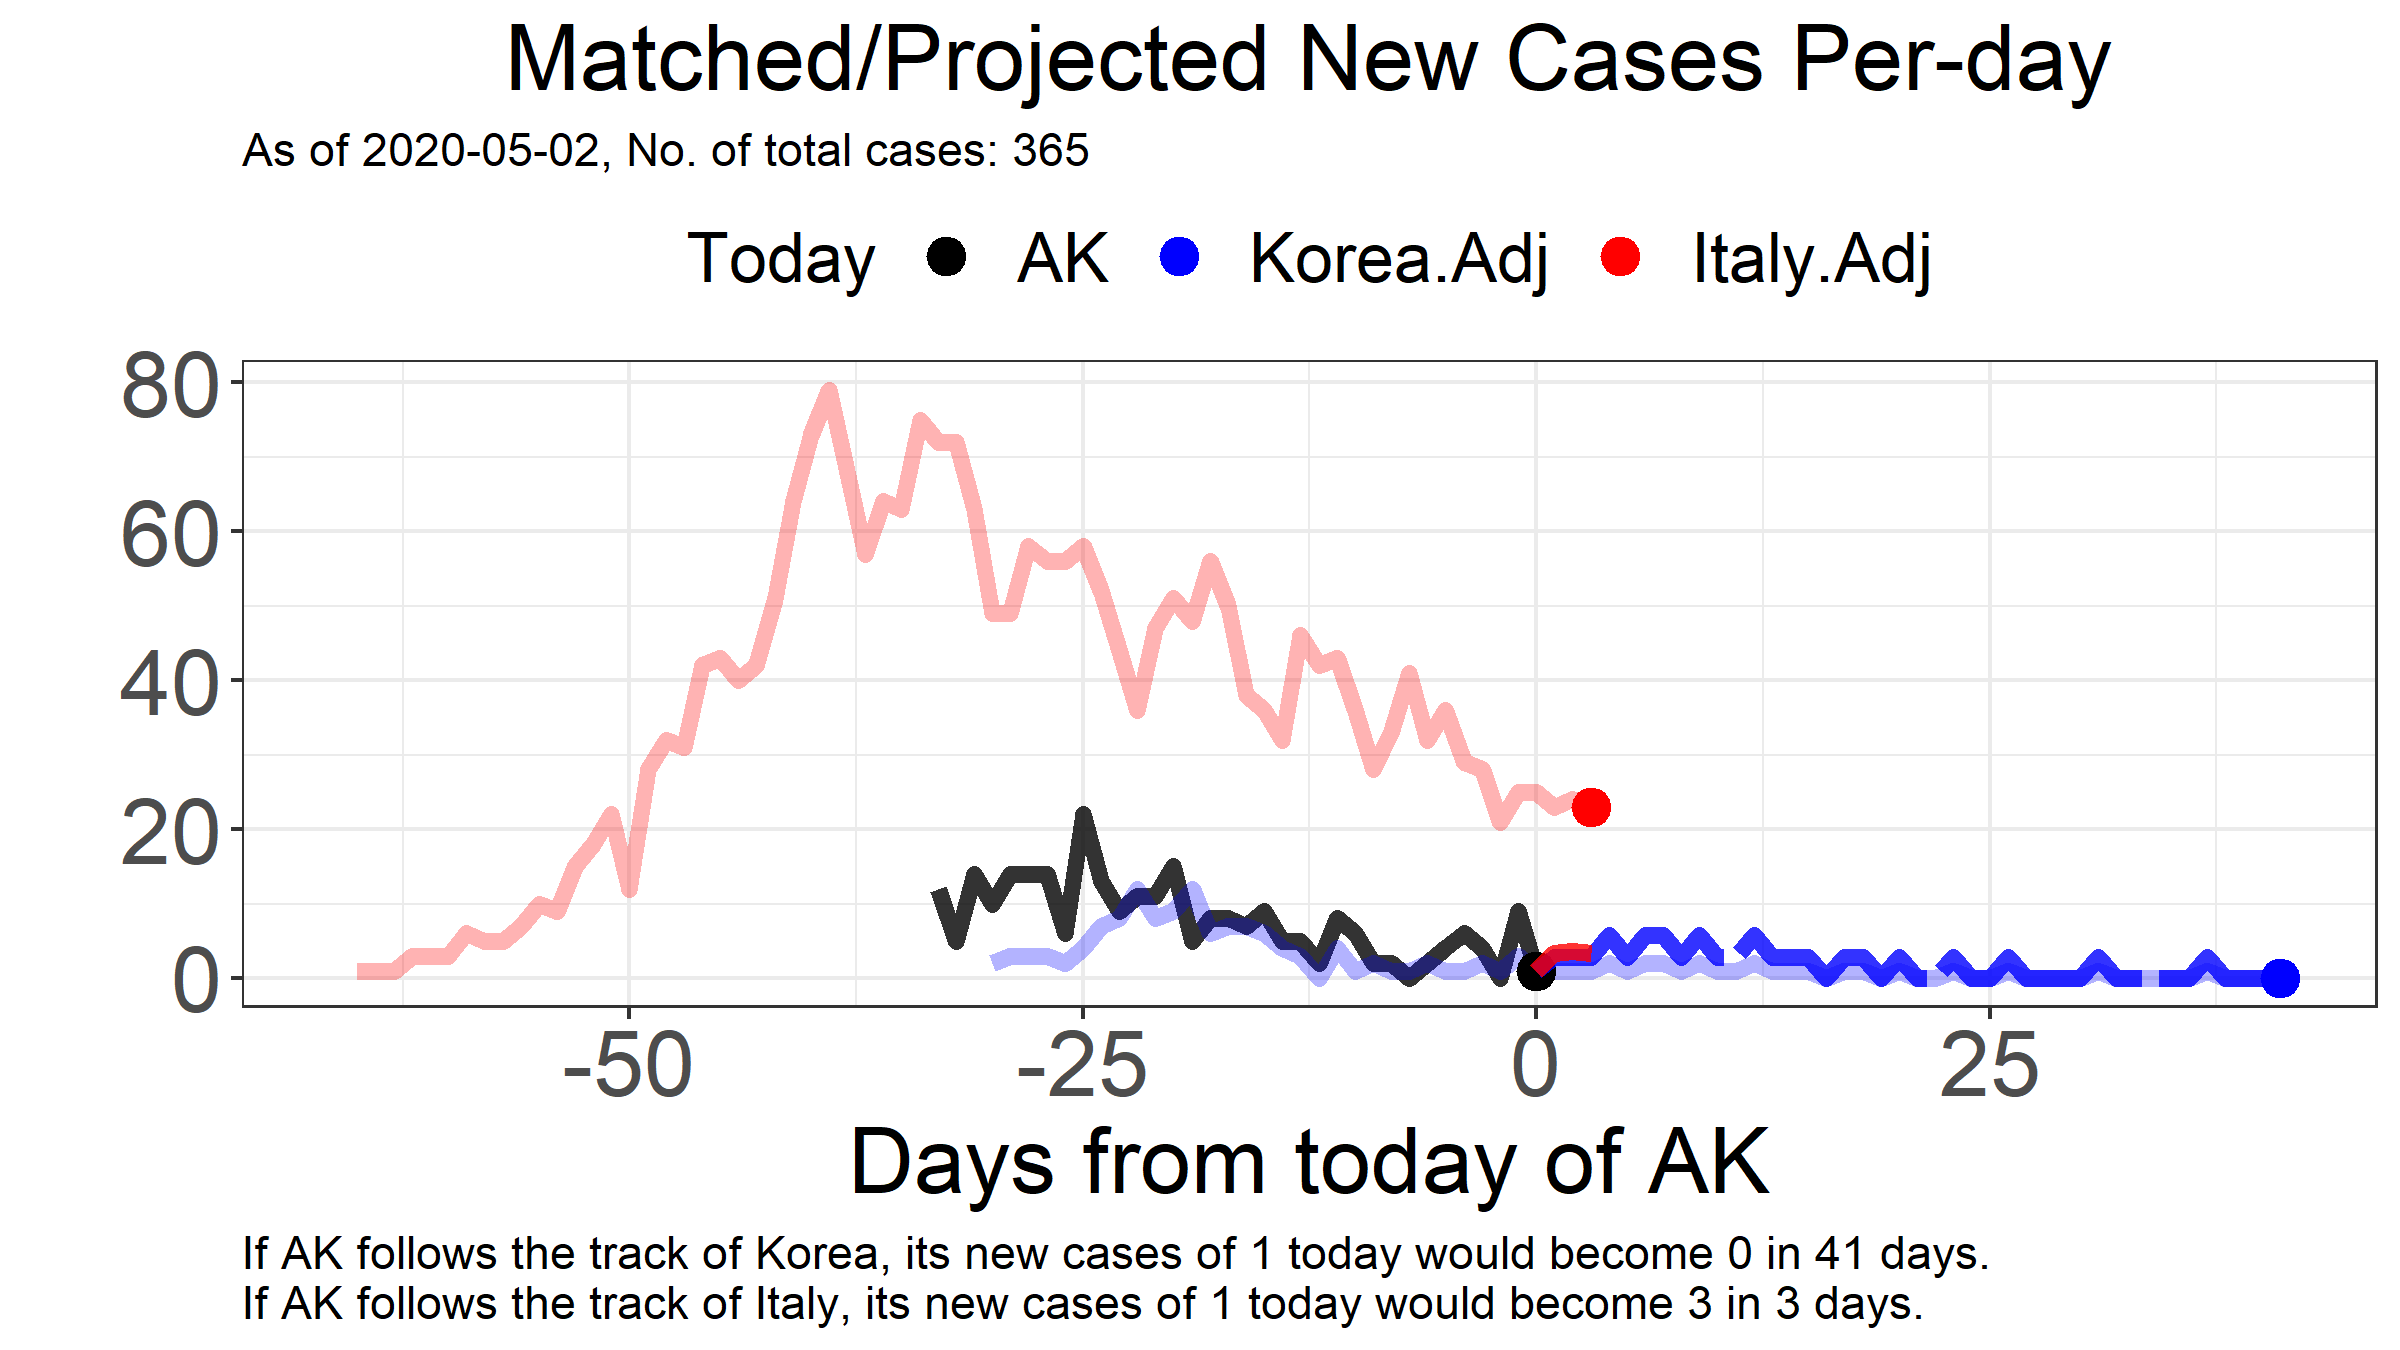 Matched/Projected New Cases Per-day
As of 2020-05-02, No. of total cases: 365
Today AK Korea.Adj Italy.Adj
80
60
40
20
0
-50 -25 0 25
Days from today of AK
If AK follows the track of Korea, its new cases of 1 today would become 0 in 41 days.
If AK follows the track of Italy, its new cases of 1 today would become 3 in 3 days.